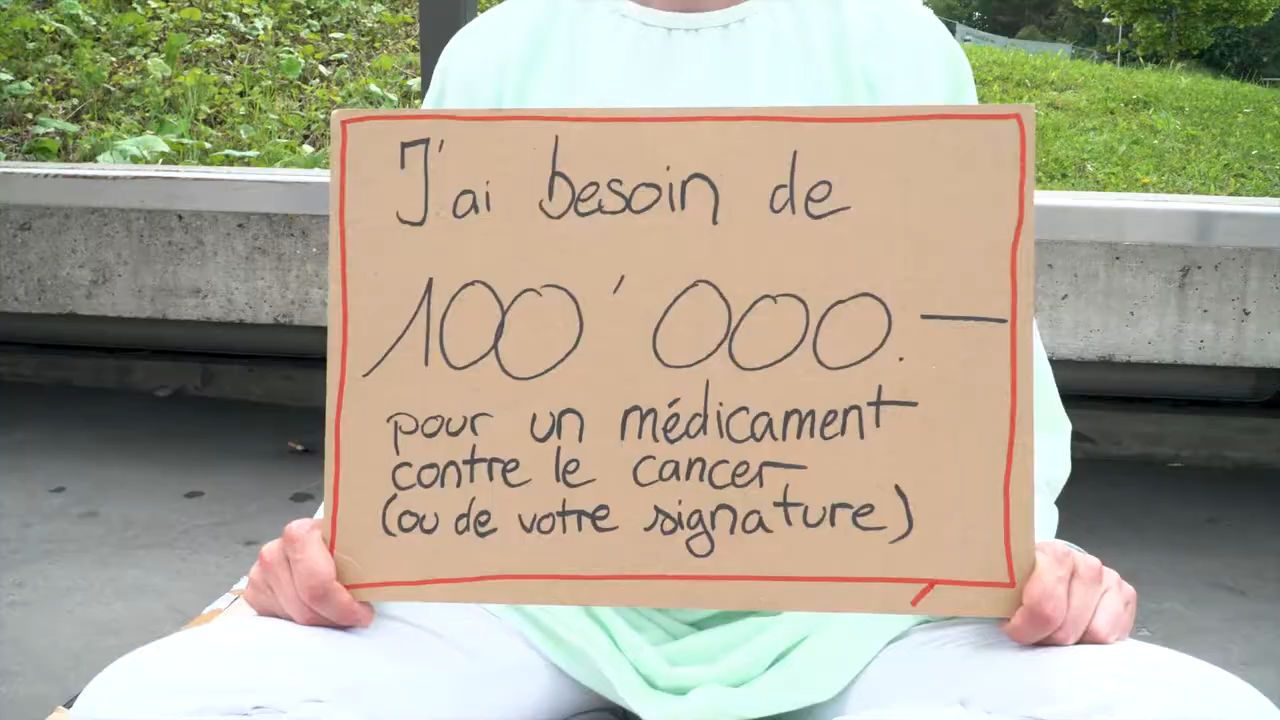 J'ai besoin de
100'000.—
pour un médicament
contre le cancer
(ou de votre signature)